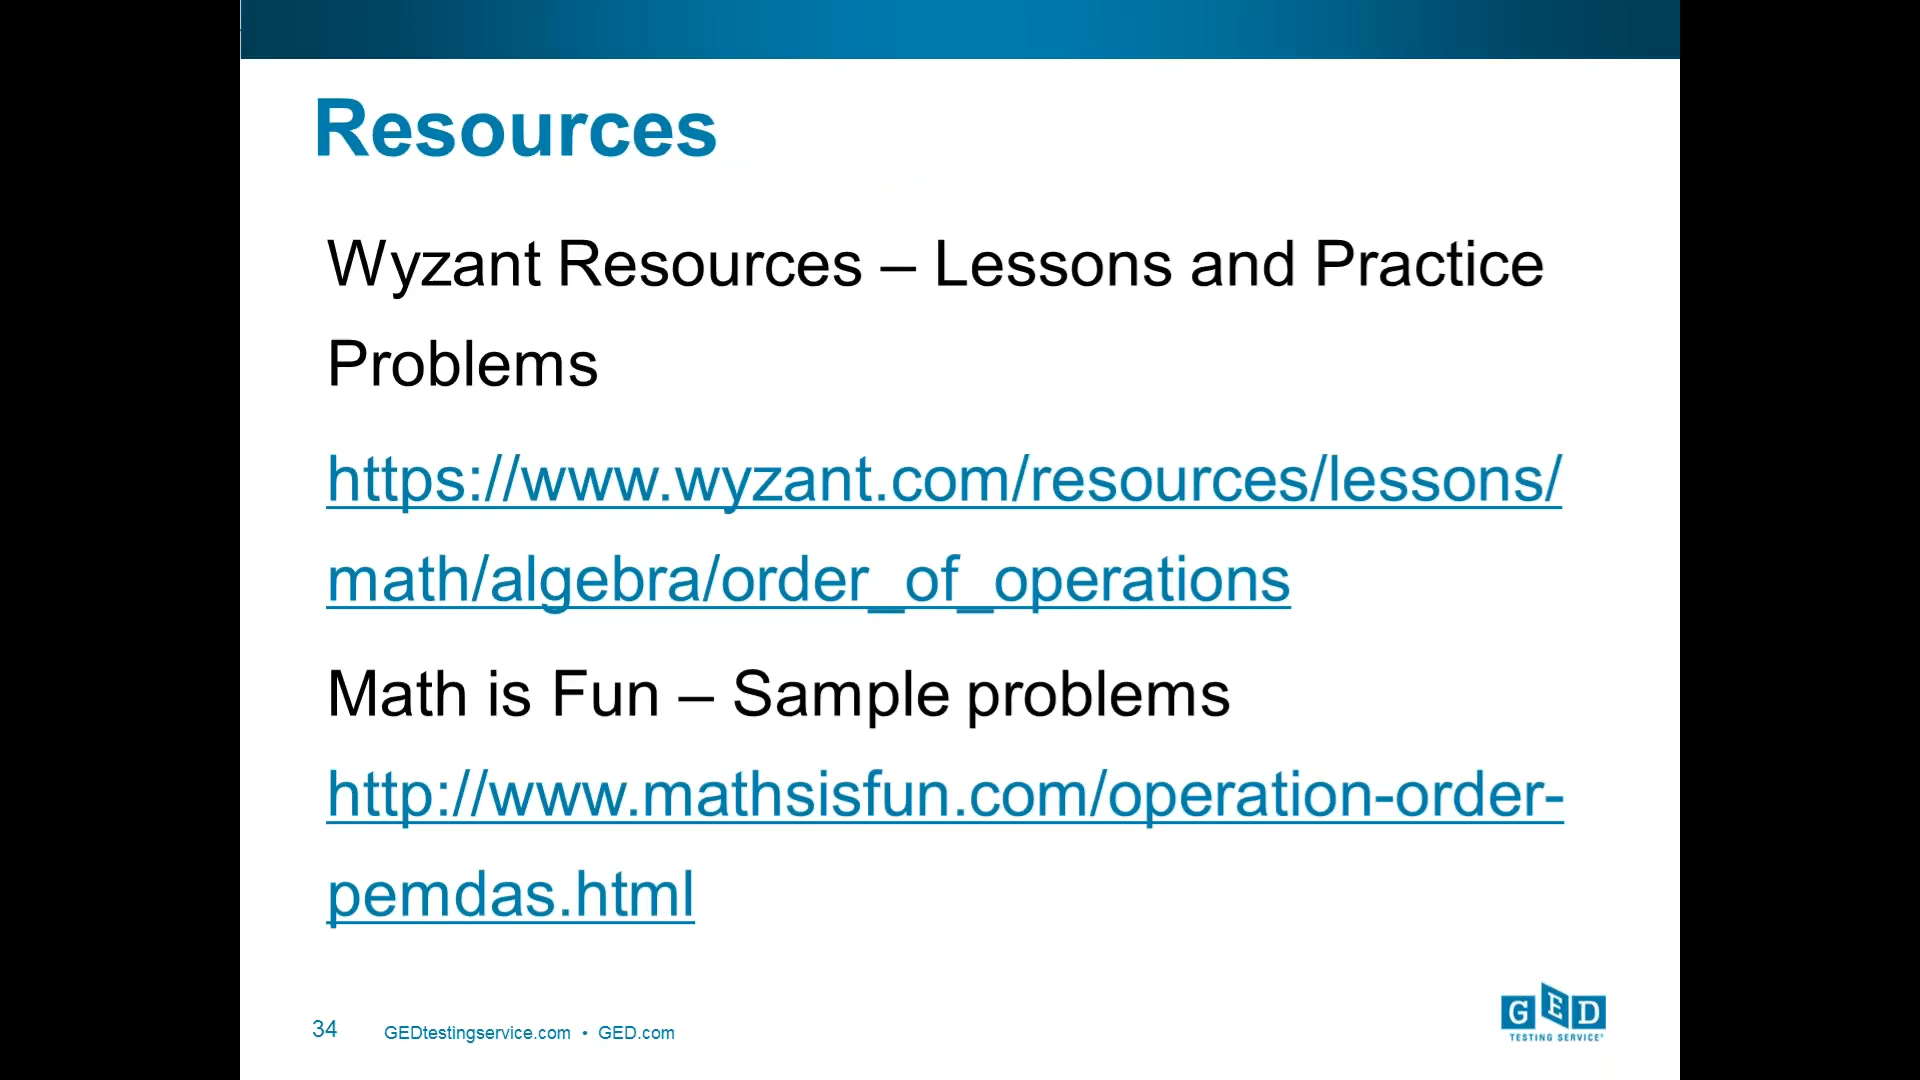 Resources
Wyzant Resources – Lessons and Practice
Problems
https://www.wyzant.com/resources/lessons/
math/algebra/order_of_operations
Math is Fun – Sample problems
http://www.mathsisfun.com/operation-order-
pemdas.html
34 GEDtestingservice.com • GED.com
GED
TESTING SERVICE®